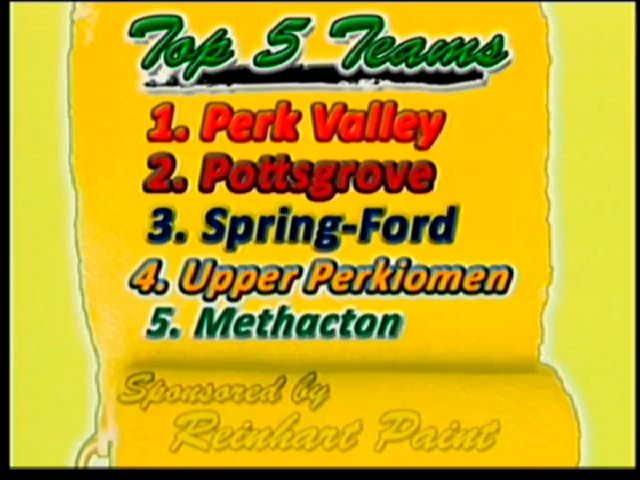 Top 5 Teams
1. Perk Valley
2. Pottsgrove
3. Spring-Ford
4. Upper Perkiomen
5. Methacton
Sponsored by
Reinhart Paint